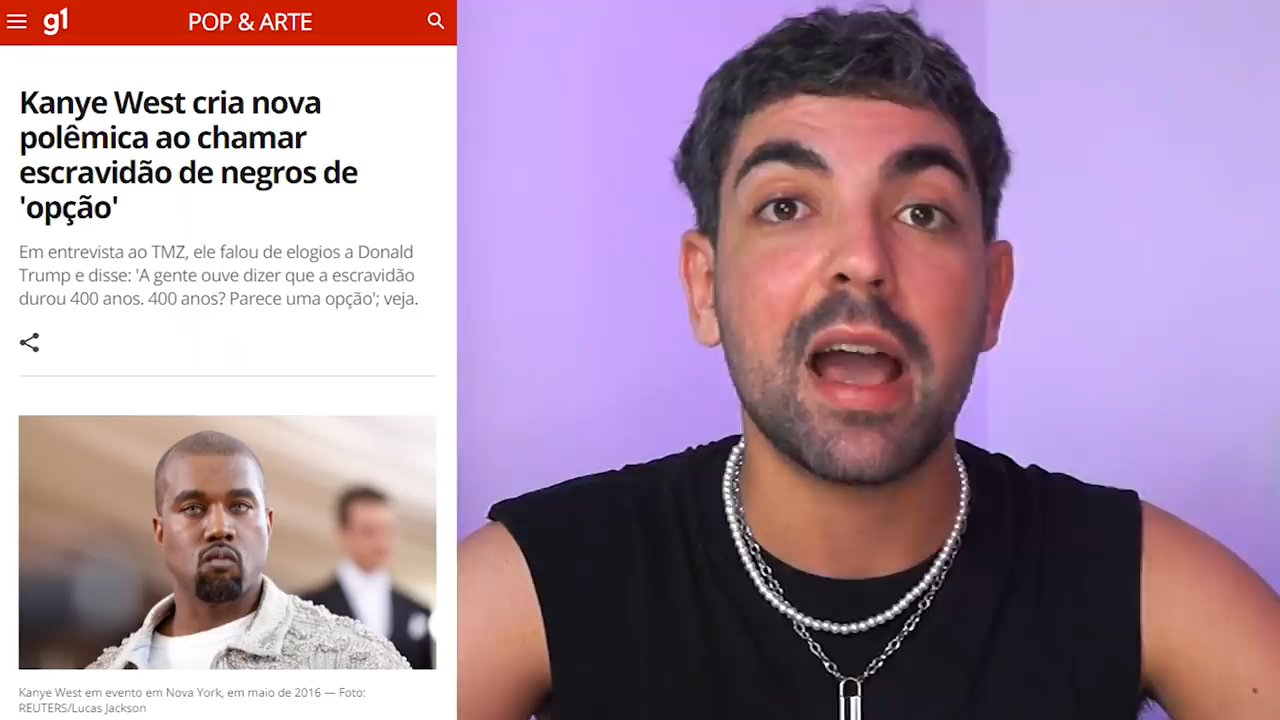 g1
POP & ARTE
Kanye West cria nova
polêmica ao chamar
escravidão de negros de
'opção'
Em entrevista ao TMZ, ele falou de elogios a Donald
Trump e disse: 'A gente ouve dizer que a escravidão
durou 400 anos. 400 anos? Parece uma opção'; veja.
Kanye West em evento em Nova York, em maio de 2016 — Foto:
REUTERS/Lucas Jackson